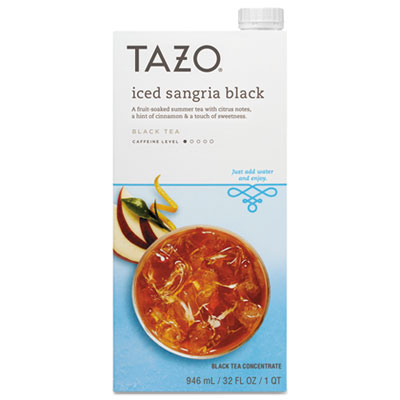 TAZO®
iced sangria black
A fruit-soaked summer tea with citrus notes,
a hint of cinnamon & a touch of sweetness.
BLACK TEA
CAFFEINE LEVEL
Just add water
and enjoy.
BLACK TEA CONCENTRATE
946 mL / 32 FL OZ / 1 QT